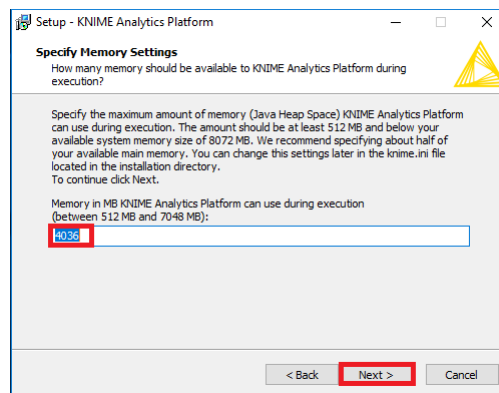 Setup - KNIME Analytics Platform
Specify Memory Settings
How many memory should be available to KNIME Analytics Platform during
execution?
Specify the maximum amount of memory (Java Heap Space) KNIME Analytics Platform
can use during execution. The amount should be at least 512 MB and below your
available system memory size of 8072 MB. We recommend specifying about half of
your available main memory. You can change this settings later in the knime.ini file
located in the installation directory.
To continue click Next.
Memory in MB KNIME Analytics Platform can use during execution
(between 512 MB and 7048 MB):
4036
< Back Next > Cancel